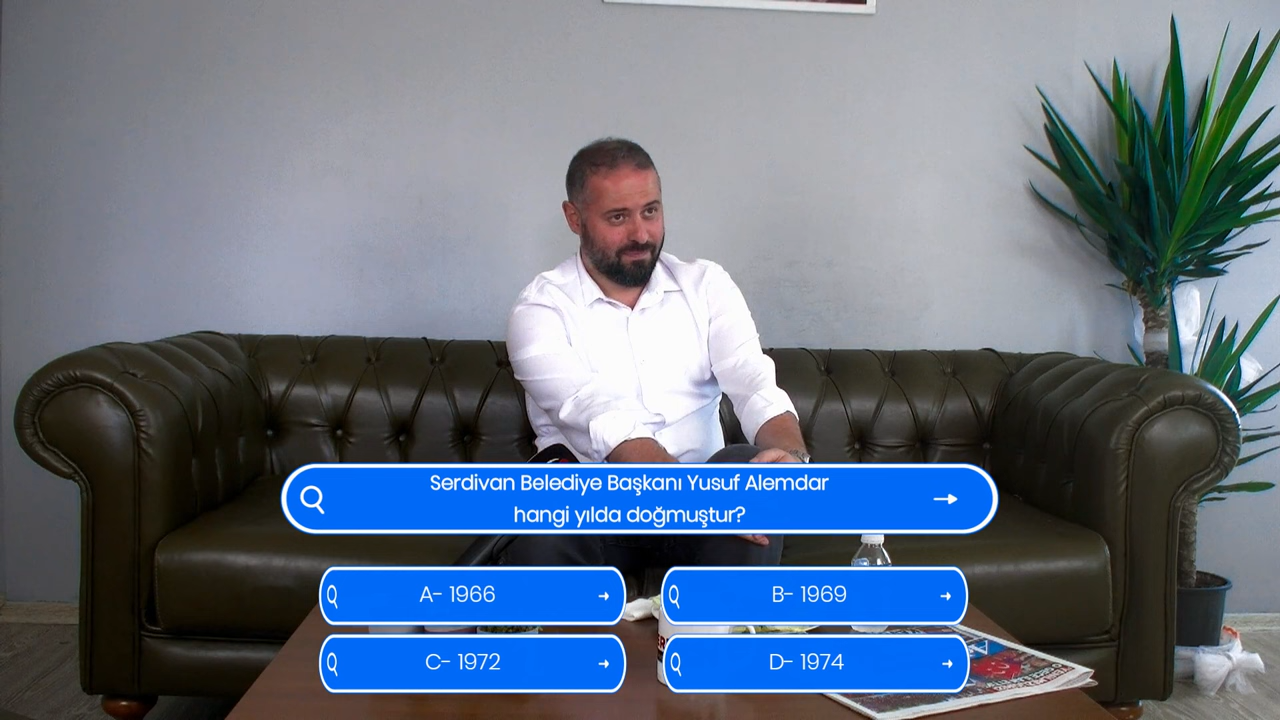 Serdivan Belediye Başkanı Yusuf Alemdar
hangi yılda doğmuştur?
A- 1966
B- 1969
C- 1972
D- 1974